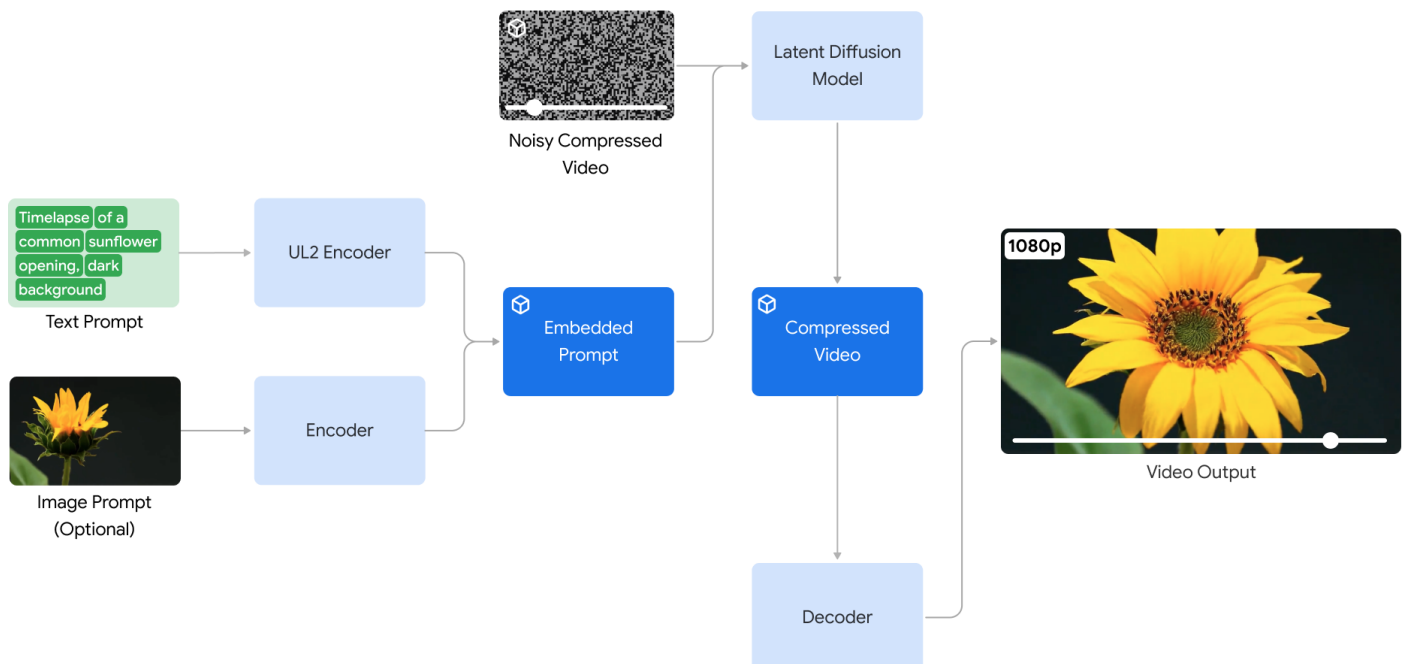 Noisy Compressed
Video
Latent Diffusion
Model
Timelapse of a
common sunflower
opening, dark
background
Text Prompt
UL2 Encoder
Image Prompt
(Optional)
Encoder
Embedded
Prompt
Compressed
Video
Decoder
1080p
Video Output